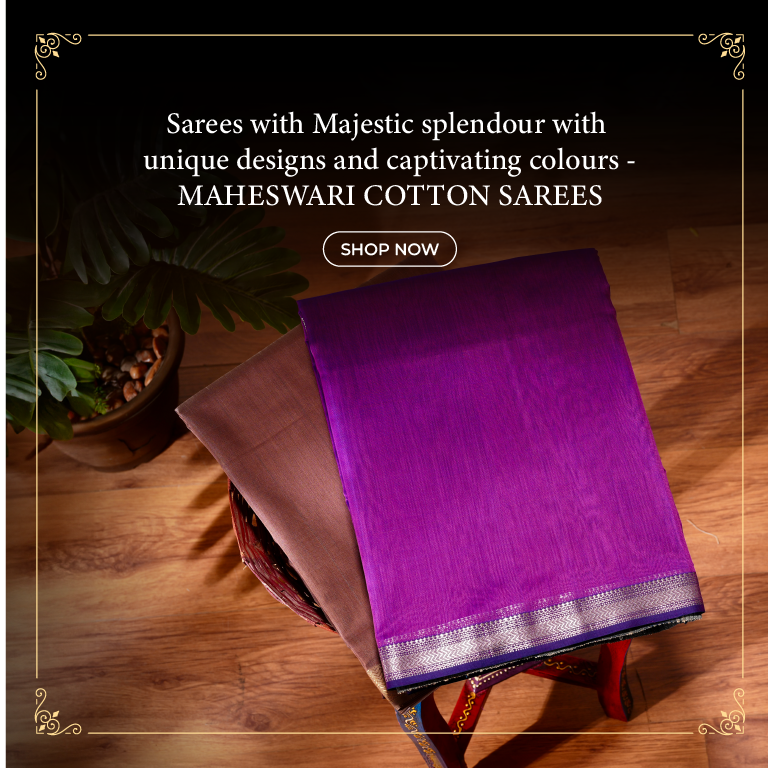 Sarees with Majestic splendour with
unique designs and captivating colours -
MAHESWARI COTTON SAREES
SHOP NOW